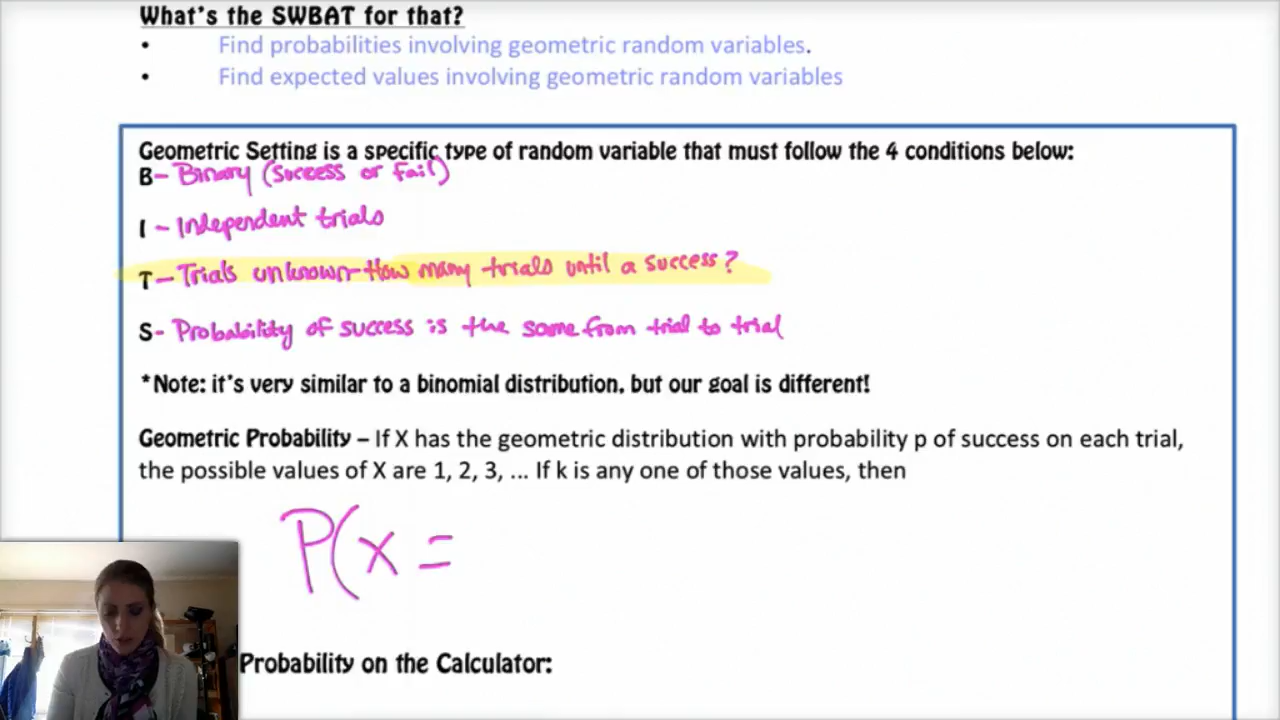 What's the SWBAT for that?
• Find probabilities involving geometric random variables.
• Find expected values involving geometric random variables
Geometric Setting is a specific type of random variable that must follow the 4 conditions below:
B- Binary (success or fail)
I - Independent trials
T- Trials unknown-How many trials until a success?
S- Probability of success is the same from trial to trial
*Note: it's very similar to a binomial distribution, but our goal is different!
Geometric Probability – If X has the geometric distribution with probability p of success on each trial,
the possible values of X are 1, 2, 3, ... If k is any one of those values, then
P(x =
Probability on the Calculator: